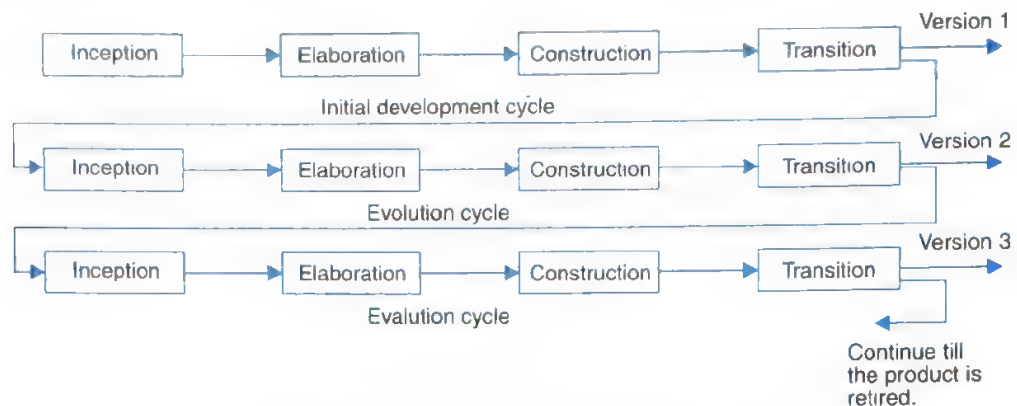 Version 1
Inception
Elaboration
Construction
Transition
Initial development cycle
Version 2
Inception
Elaboration
Construction
Transition
Evolution cycle
Version 3
Inception
Elaboration
Construction
Transition
Evalution cycle
Continue till
the product is
retired.